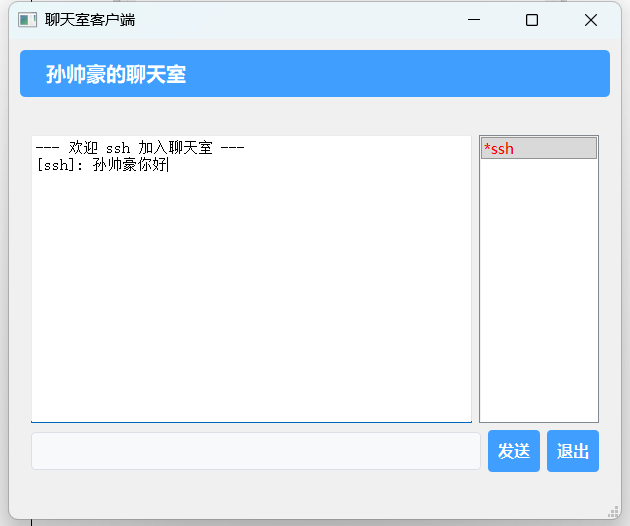 聊天室客户端
孙帅豪的聊天室
--- 欢迎 ssh 加入聊天室 ---
[ssh]: 孙帅豪你好
*ssh
发送
退出